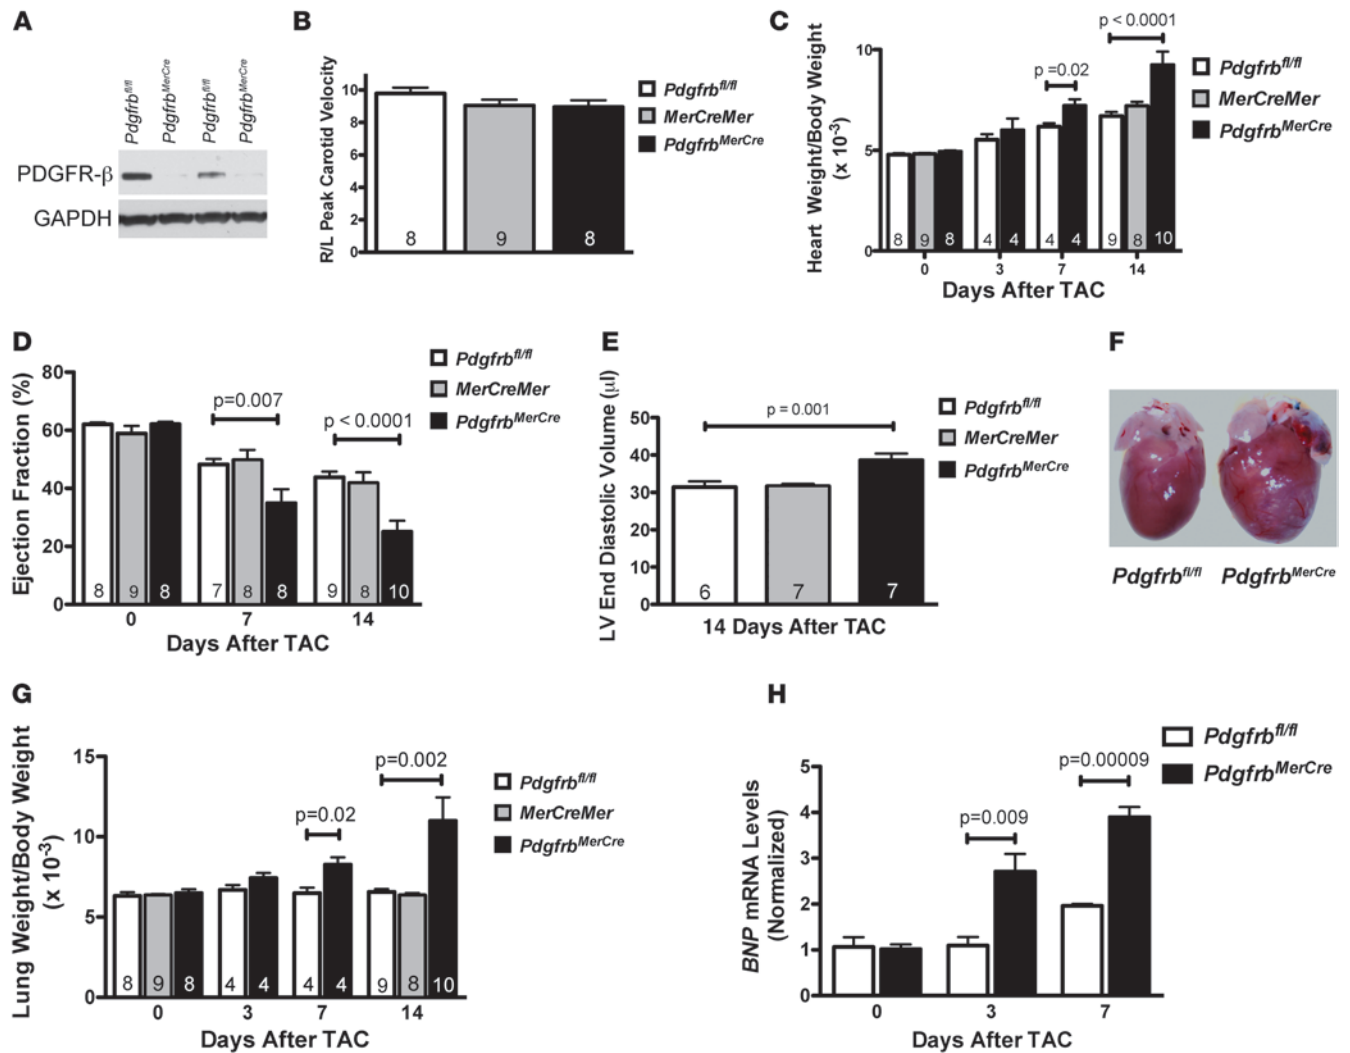 A
Pdgfrb^fl/fl
Pdgfrb^MerCre
Pdgfrb^fl/fl
Pdgfrb^MerCre
PDGFR-β
GAPDH
B
R/L Peak Carotid Velocity
10
8
6
4
2
0
8
9
8
Pdgfrb^fl/fl
MerCreMer
Pdgfrb^MerCre
C
Heart Weight/Body Weight
(x 10^-3)
10
5
0
p < 0.0001
p =0.02
8
9
8
4
4
4
4
9
8
10
0
3
7
14
Days After TAC
Pdgfrb^fl/fl
MerCreMer
Pdgfrb^MerCre
D
Ejection Fraction (%)
80
60
40
20
0
p=0.007
p < 0.0001
8
9
8
7
8
8
9
8
10
0
7
14
Days After TAC
Pdgfrb^fl/fl
MerCreMer
Pdgfrb^MerCre
E
LV End Diastolic Volume (μl)
50
40
30
20
10
0
p = 0.001
6
7
7
14 Days After TAC
Pdgfrb^fl/fl
MerCreMer
Pdgfrb^MerCre
F
Pdgfrb^fl/fl
Pdgfrb^MerCre
G
Lung Weight/Body Weight
(x 10^-3)
15
10
5
0
p=0.02
p=0.002
8
9
8
4
4
4
4
9
8
10
0
3
7
14
Days After TAC
Pdgfrb^fl/fl
MerCreMer
Pdgfrb^MerCre
H
BNP mRNA Levels
(Normalized)
5
4
3
2
1
0
p=0.009
p=0.00009
0
3
7
Days After TAC
Pdgfrb^fl/fl
Pdgfrb^MerCre